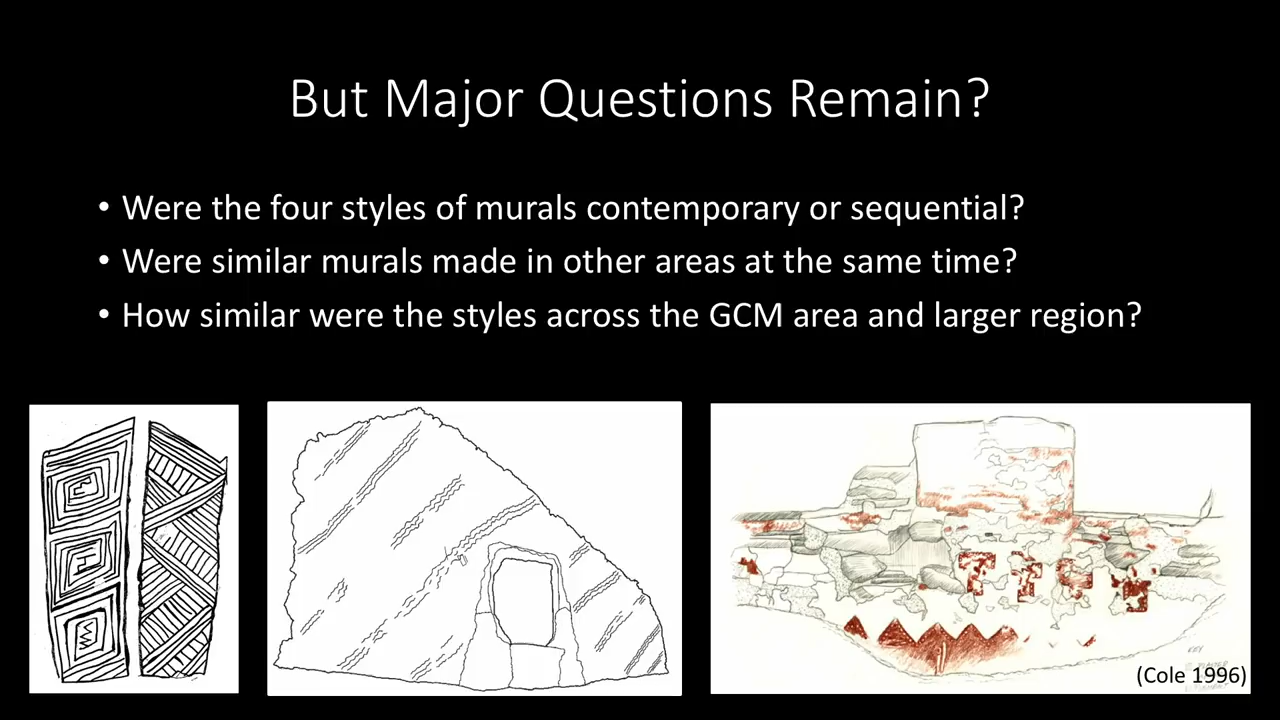 But Major Questions Remain?
• Were the four styles of murals contemporary or sequential?
• Were similar murals made in other areas at the same time?
• How similar were the styles across the GCM area and larger region?
KEY
(Cole 1996)